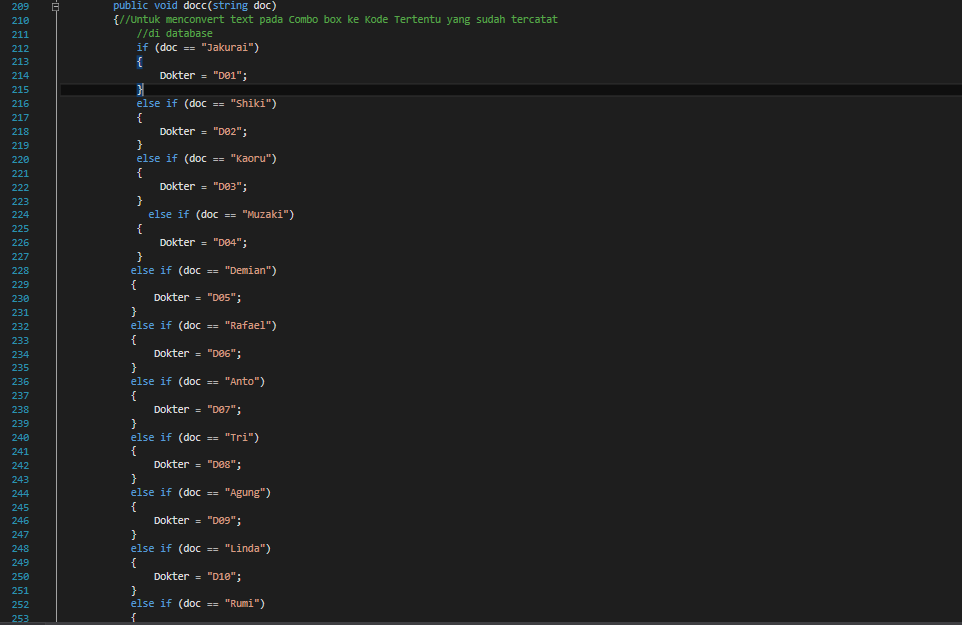 209 public void docc(string doc)
210 {//Untuk menconvert text pada Combo box ke Kode Tertentu yang sudah tercatat
211 //di database
212 if (doc == "Jakurai")
213 {
214 Dokter = "D01";
215 }
216 else if (doc == "Shiki")
217 {
218 Dokter = "D02";
219 }
220 else if (doc == "Kaoru")
221 {
222 Dokter = "D03";
223 }
224 else if (doc == "Muzaki")
225 {
226 Dokter = "D04";
227 }
228 else if (doc == "Demian")
229 {
230 Dokter = "D05";
231 }
232 else if (doc == "Rafael")
233 {
234 Dokter = "D06";
235 }
236 else if (doc == "Anto")
237 {
238 Dokter = "D07";
239 }
240 else if (doc == "Tri")
241 {
242 Dokter = "D08";
243 }
244 else if (doc == "Agung")
245 {
246 Dokter = "D09";
247 }
248 else if (doc == "Linda")
249 {
250 Dokter = "D10";
251 }
252 else if (doc == "Rumi")
253 {